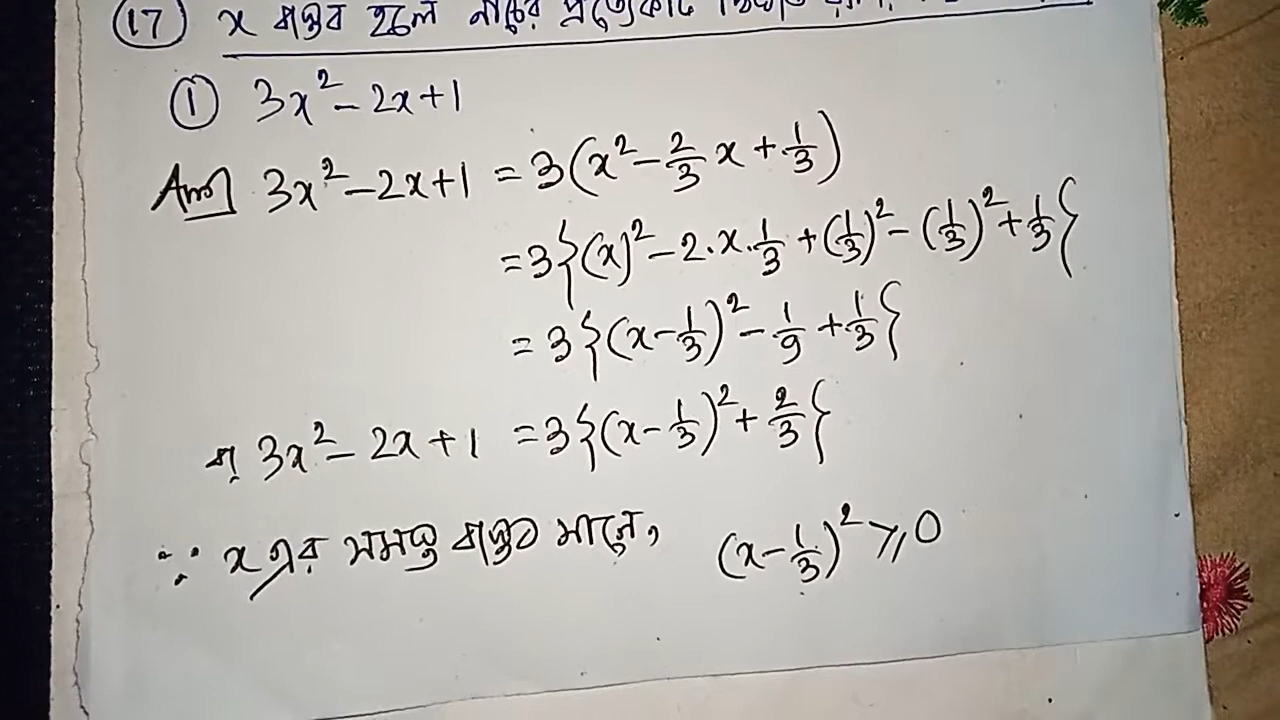 (17) x বাস্তব হলে নীচের প্রত্যেকটি
① 3x² - 2x + 1
Ans] 3x² - 2x + 1 = 3(x² - 2/3 x + 1/3)
= 3{(x)² - 2·x·1/3 + (1/3)² - (1/3)² + 1/3}
= 3{(x - 1/3)² - 1/9 + 1/3}
বা, 3x² - 2x + 1 = 3{(x - 1/3)² + 2/3}
∵ x এর সমস্ত বাস্তব মানে, (x - 1/3)² ≥ 0